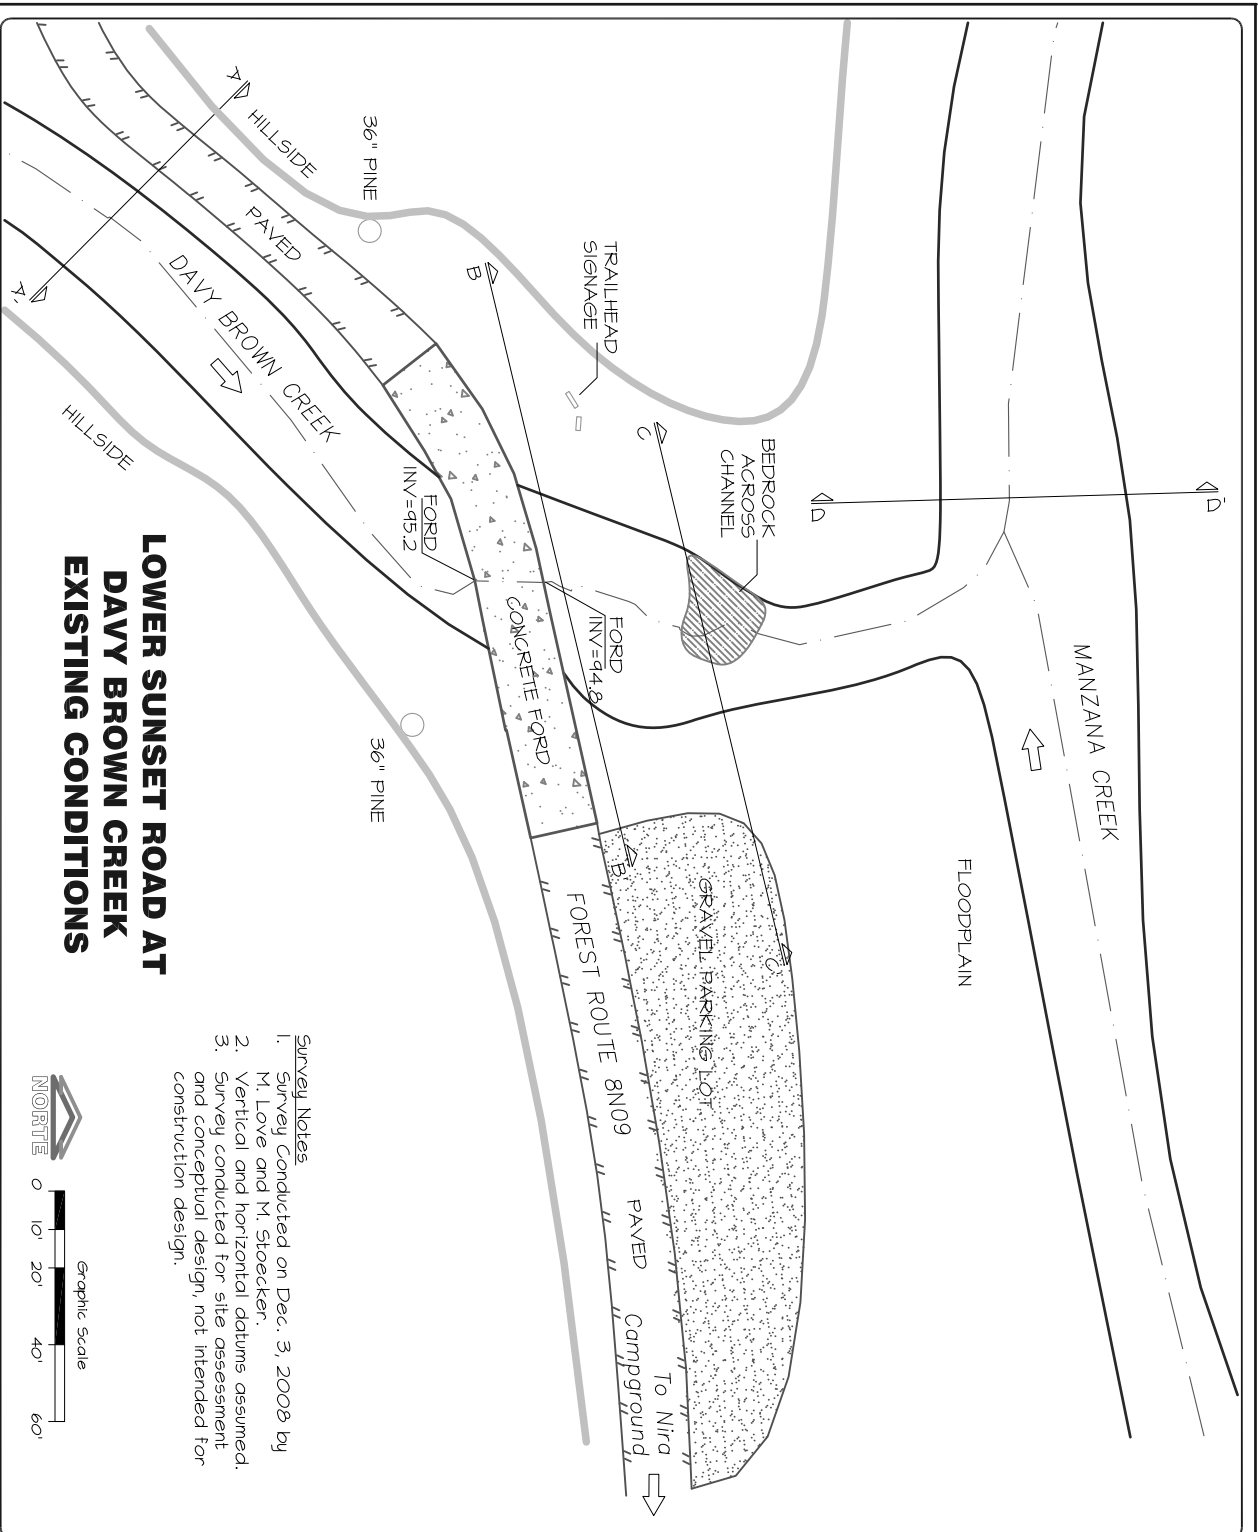 LOWER SUNSET ROAD AT
DAVY BROWN CREEK
EXISTING CONDITIONS
MANZANA CREEK
FLOODPLAIN
D
D'
BEDROCK
ACROSS
CHANNEL
TRAILHEAD
SIGNAGE
C
C'
GRAVEL PARKING LOT
FORD
INV=94.8
B
B'
CONCRETE FORD
FOREST ROUTE 8N09
PAVED
To Nira
Campground
FORD
INV=95.2
36" PINE
HILLSIDE
A
A'
PAVED
DAVY BROWN CREEK
HILLSIDE
36" PINE
Survey Notes
1. Survey Conducted on Dec. 3, 2008 by
M. Love and M. Stoecker.
2. Vertical and horizontal datums assumed.
3. Survey conducted for site assessment
and conceptual design, not intended for
construction design.
NORTE
Graphic Scale
0 10' 20' 40' 60'